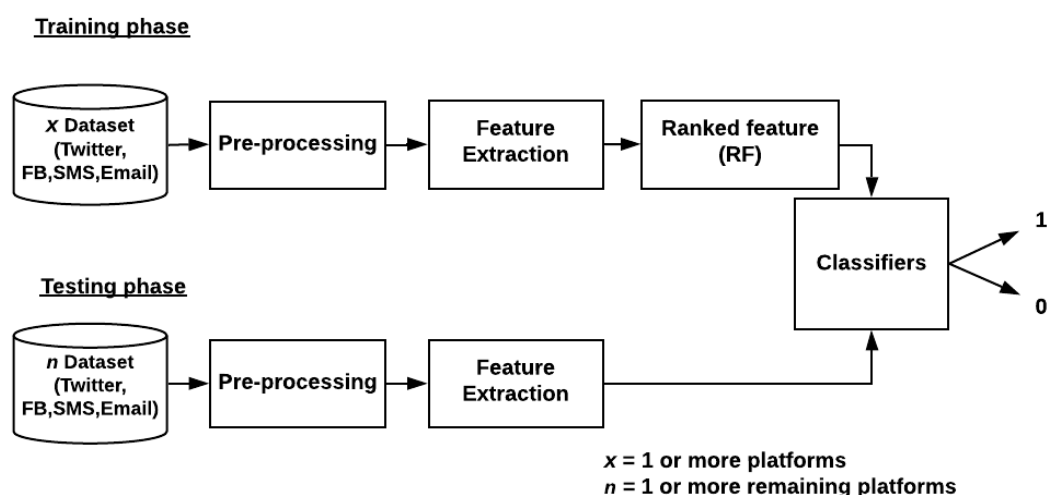 Training phase
x Dataset
(Twitter,
FB,SMS,Email)
Pre-processing
Feature
Extraction
Ranked feature
(RF)
Classifiers
1
0
Testing phase
n Dataset
(Twitter,
FB,SMS,Email)
Pre-processing
Feature
Extraction
x = 1 or more platforms
n = 1 or more remaining platforms